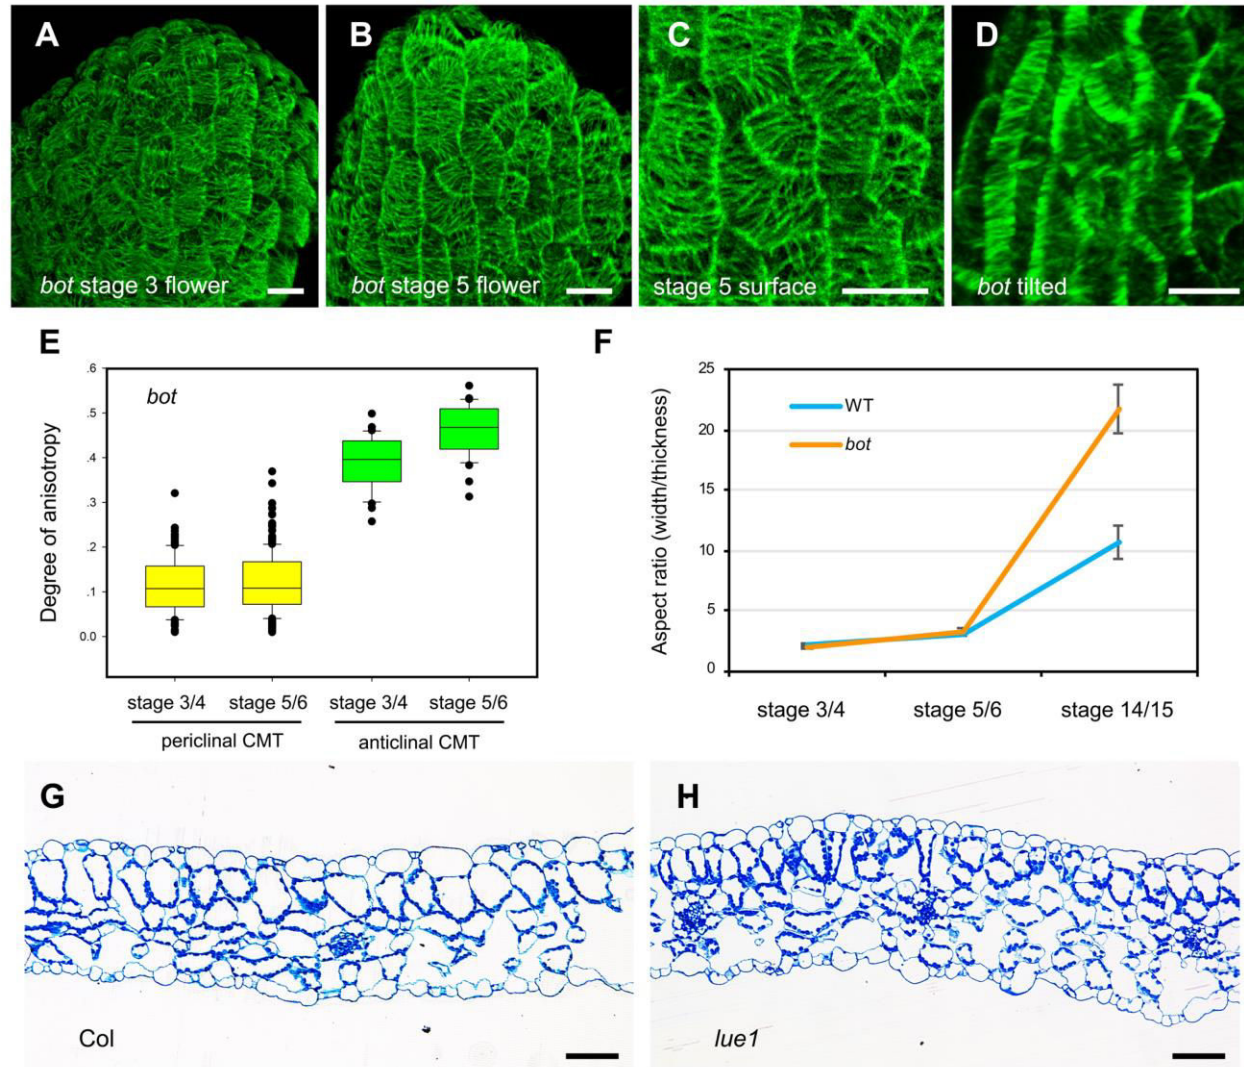 A
B
C
D
bot stage 3 flower
bot stage 5 flower
stage 5 surface
bot tilted
E
F
Degree of anisotropy
.6
.5
.4
.3
.2
.1
0.0
bot
stage 3/4
stage 5/6
stage 3/4
stage 5/6
periclinal CMT
anticlinal CMT
Aspect ratio (width/thickness)
25
20
15
10
5
0
WT
bot
stage 3/4
stage 5/6
stage 14/15
G
H
Col
lue1